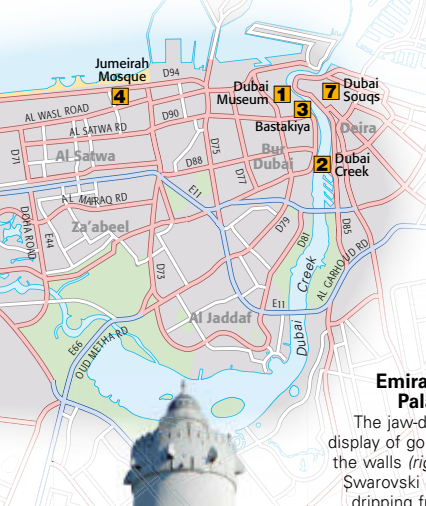 Jumeirah
Mosque
4
D94
Dubai
Museum
1
3
Bastakiya
7
Dubai
Souqs
Deira
AL WASL ROAD
D90
AL SATWA RD
D71
Al Satwa
D88
D75
D77
Bur
Dubai
2
Dubai
Creek
E11
AL MARAQ RD
Za'abeel
DOHA ROAD
E44
D73
D79
D81
D85
AL GARHOUD RD
Dubai Creek
E11
Al Jaddaf
E66
OUD METHA RD
Emira
Pal
The jaw-d
display of go
the walls (rig
Swarovski
dripping f